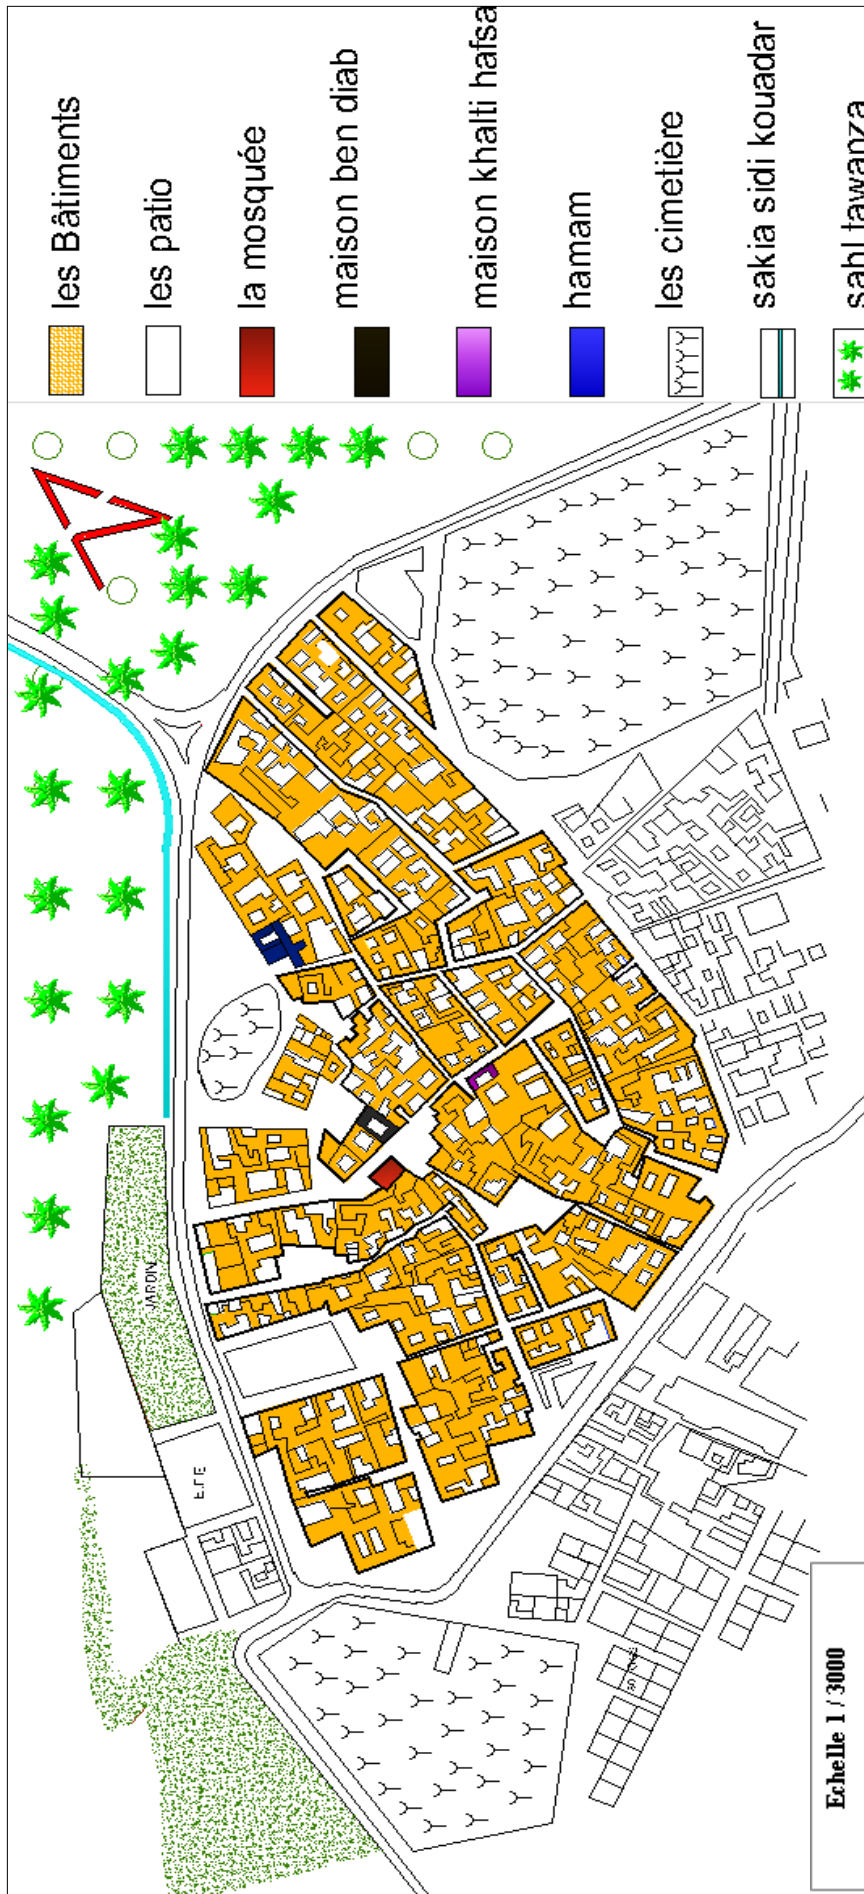 les Bâtiments
les patio
la mosquée
maison ben diab
maison khalti hafsa
hamam
les cimetière
sakia sidi kouadar
sahl tawanza
JARDIN
Echelle 1 / 3000